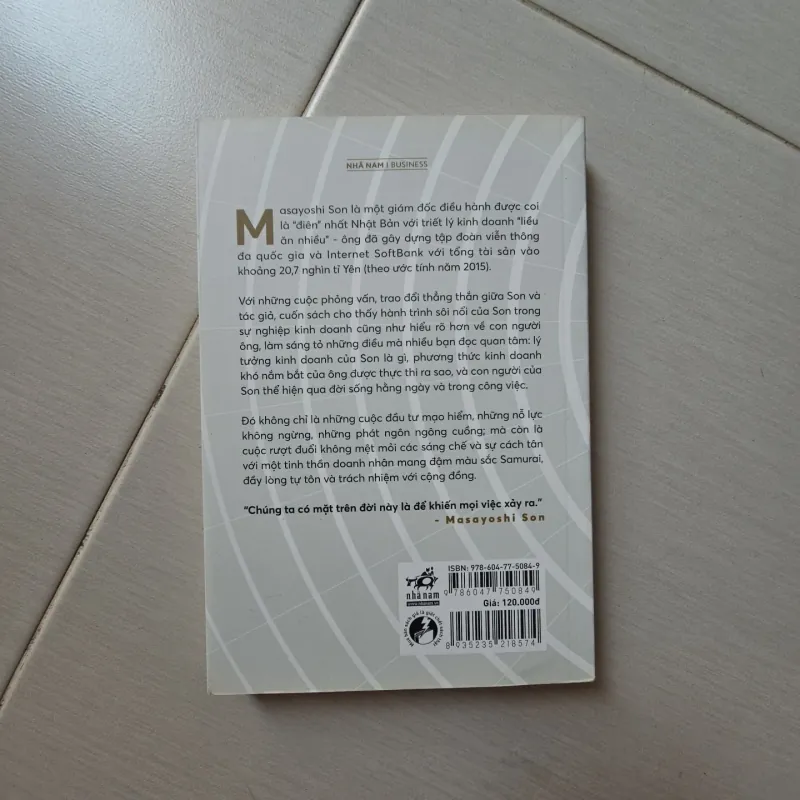 NHÃ NAM | BUSINESS
Masayoshi Son là một giám đốc điều hành được coi
là "điên" nhất Nhật Bản với triết lý kinh doanh "liều
ăn nhiều" - ông đã gây dựng tập đoàn viễn thông
đa quốc gia và Internet SoftBank với tổng tài sản vào
khoảng 20,7 nghìn tỉ Yên (theo ước tính năm 2015).
Với những cuộc phỏng vấn, trao đổi thẳng thắn giữa Son và
tác giả, cuốn sách cho thấy hành trình sôi nổi của Son trong
sự nghiệp kinh doanh cũng như hiểu rõ hơn về con người
ông, làm sáng tỏ những điều mà nhiều bạn đọc quan tâm: lý
tưởng kinh doanh của Son là gì, phương thức kinh doanh
khó nắm bắt của ông được thực thi ra sao, và con người của
Son thể hiện qua đời sống hằng ngày và trong công việc.
Đó không chỉ là những cuộc đầu tư mạo hiểm, những nỗ lực
không ngừng, những phát ngôn ngông cuồng; mà còn là
cuộc rượt đuổi không mệt mỏi các sáng chế và sự cách tân
với một tinh thần doanh nhân mang đậm màu sắc Samurai,
đầy lòng tự tôn và trách nhiệm với cộng đồng.
"Chúng ta có mặt trên đời này là để khiến mọi việc xảy ra."
- Masayoshi Son
ISBN: 978-604-77-5084-9
9 786047 750849
nhã nam
www.nhanam.vn
Giá: 120.000đ
8 935235 218574